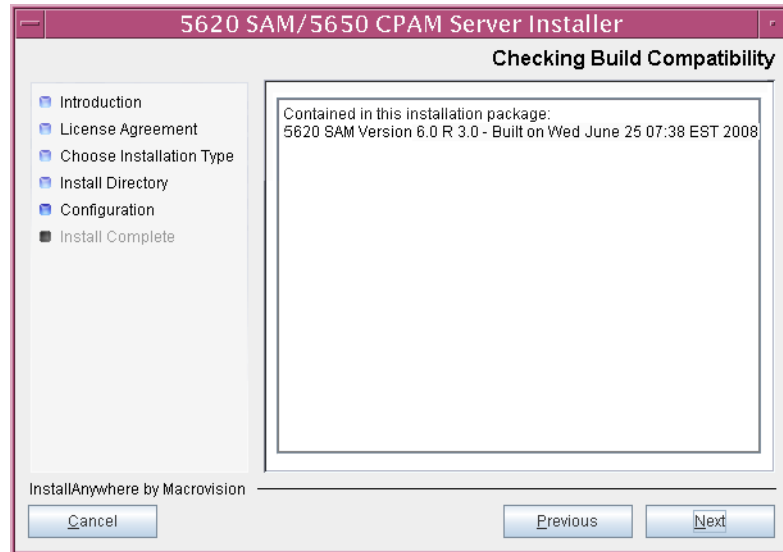 5620 SAM/5650 CPAM Server Installer
Checking Build Compatibility
Introduction
License Agreement
Choose Installation Type
Install Directory
Configuration
Install Complete
Contained in this installation package:
5620 SAM Version 6.0 R 3.0 - Built on Wed June 25 07:38 EST 2008
InstallAnywhere by Macrovision
Cancel
Previous
Next